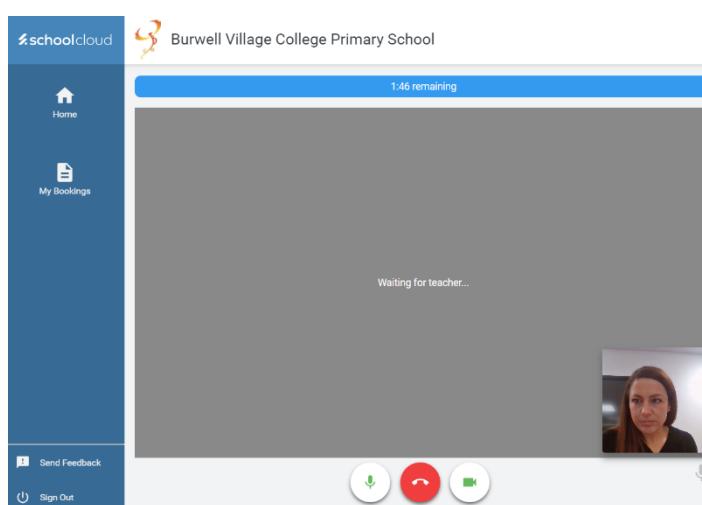 schoolcloud
Burwell Village College Primary School
1:46 remaining
Home
My Bookings
Waiting for teacher...
Send Feedback
Sign Out